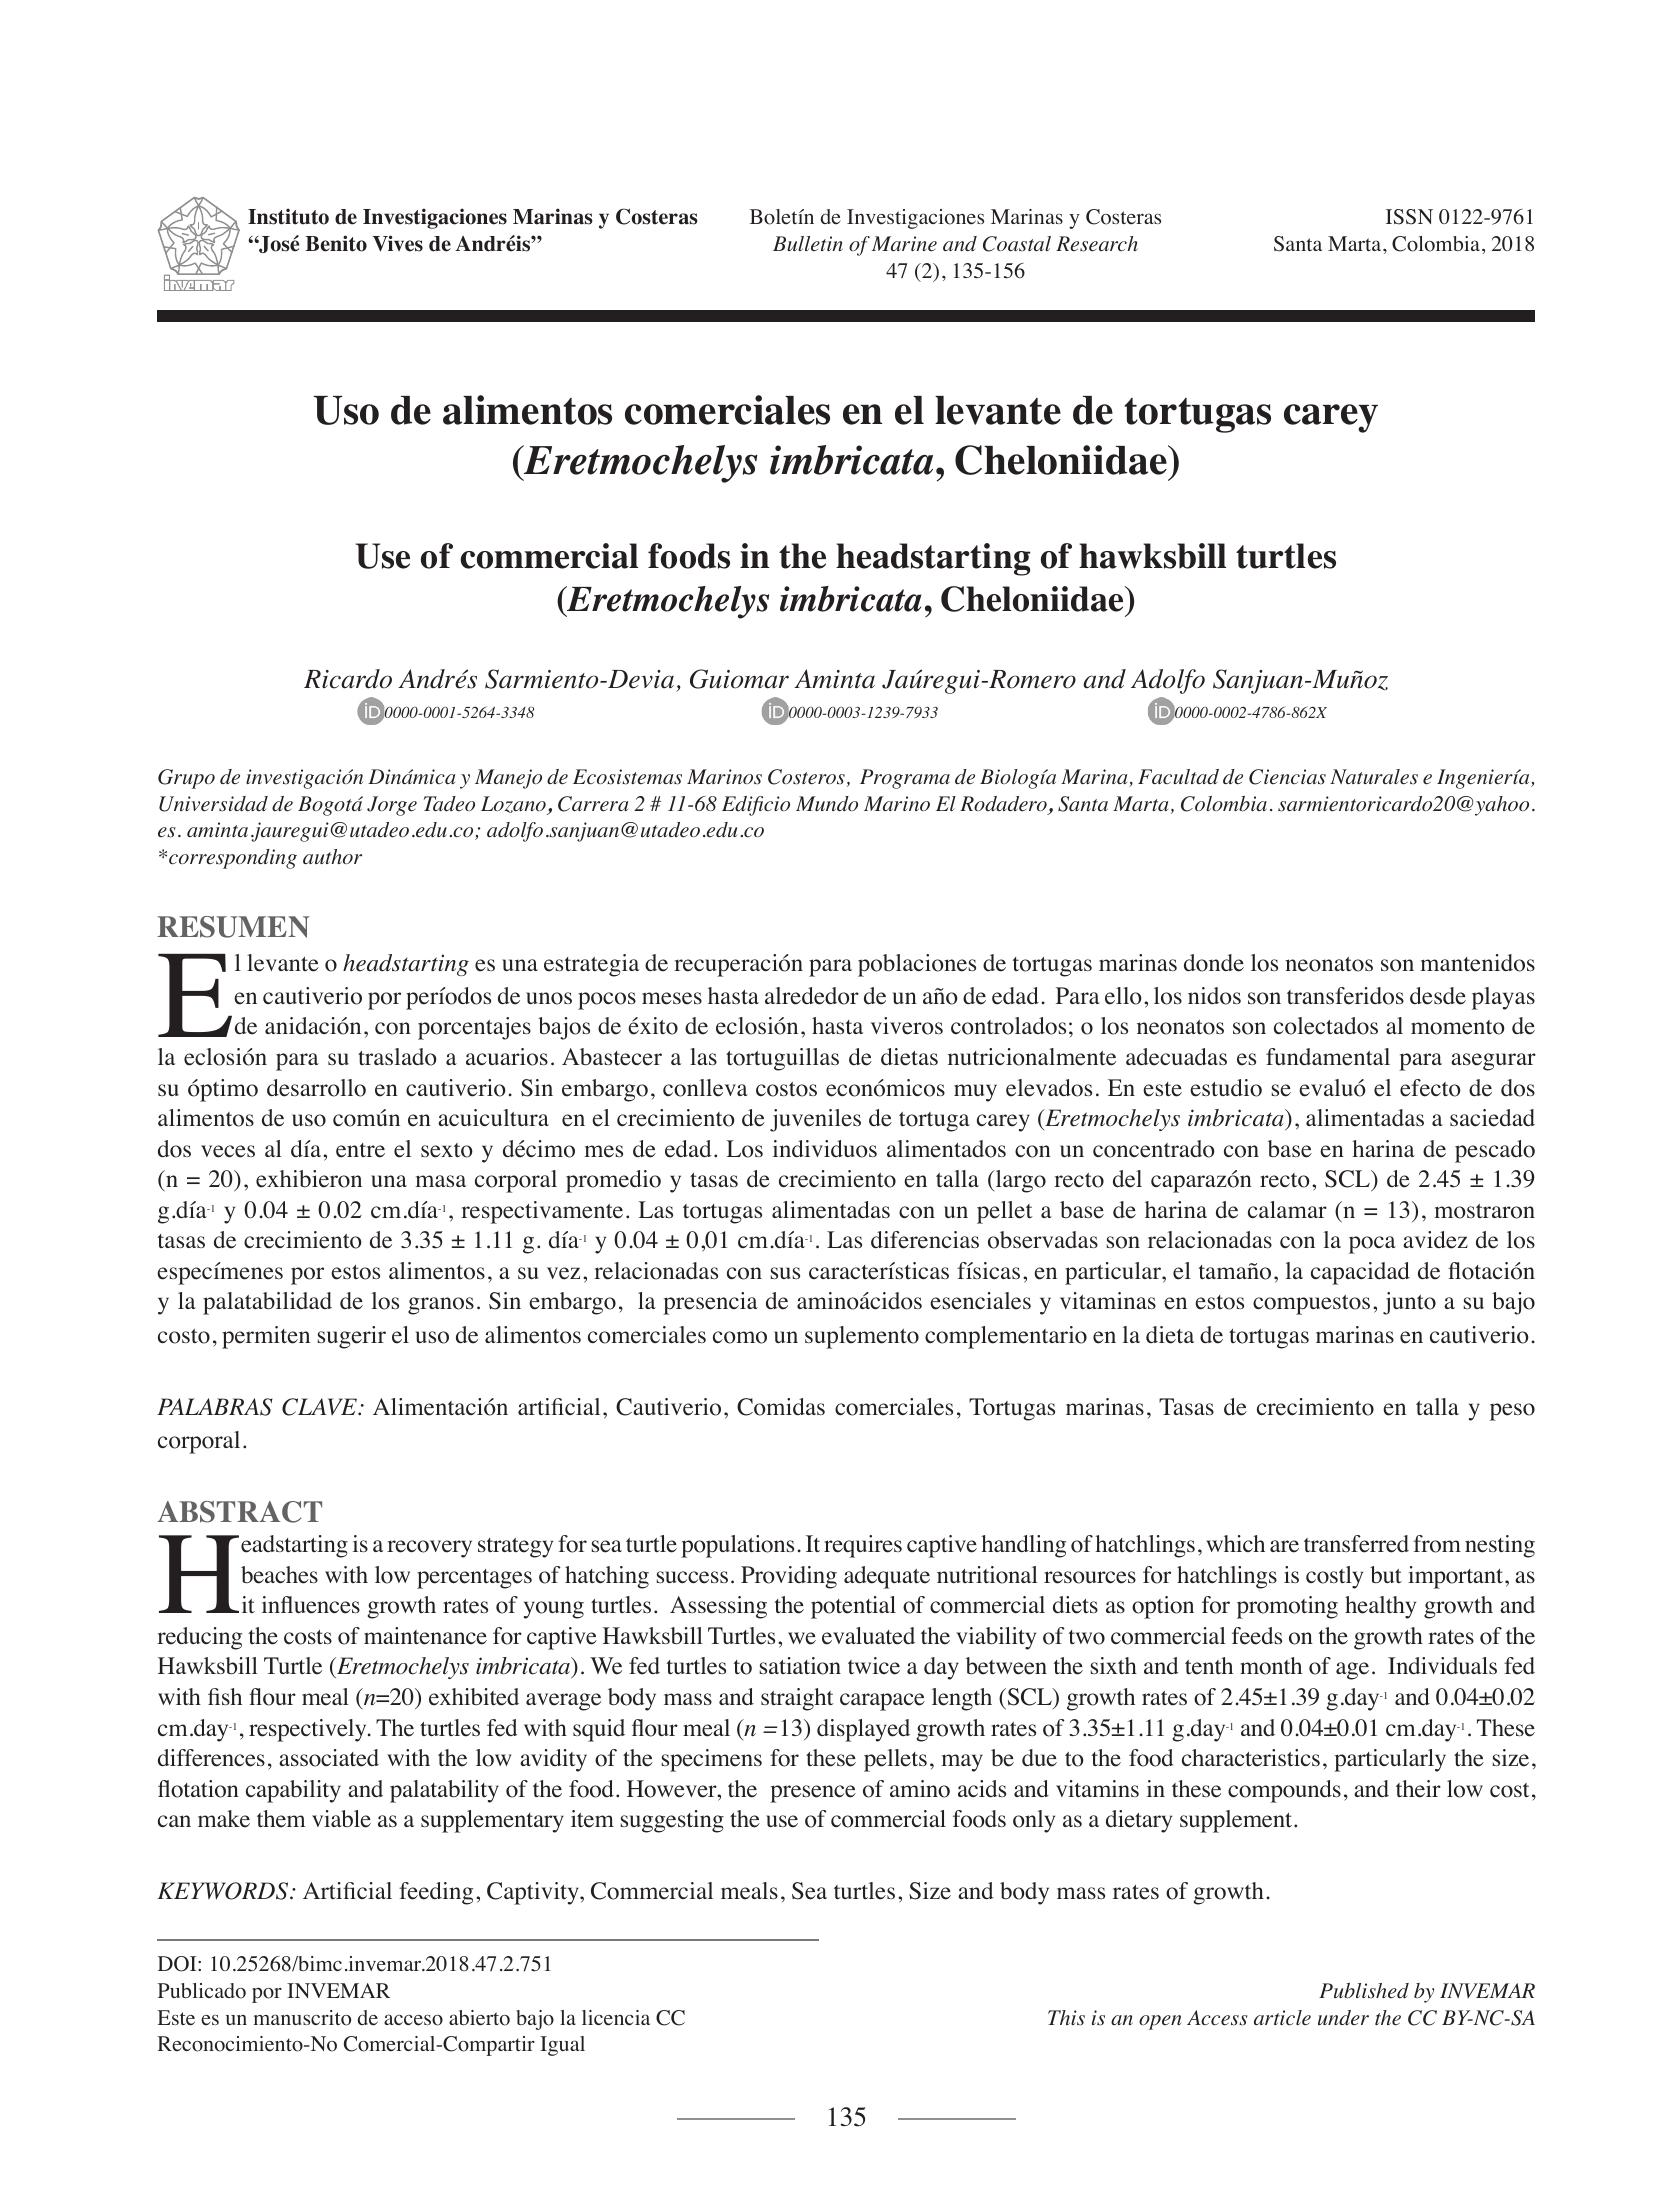 Instituto de Investigaciones Marinas y Costeras
“José Benito Vives de Andréis”
invemar
Boletín de Investigaciones Marinas y Costeras
Bulletin of Marine and Coastal Research
47 (2), 135-156
ISSN 0122-9761
Santa Marta, Colombia, 2018
Uso de alimentos comerciales en el levante de tortugas carey
(Eretmochelys imbricata, Cheloniidae)
Use of commercial foods in the headstarting of hawksbill turtles
(Eretmochelys imbricata, Cheloniidae)
Ricardo Andrés Sarmiento-Devia, Guiomar Aminta Jaúregui-Romero and Adolfo Sanjuan-Muñoz
iD 0000-0001-5264-3348 iD 0000-0003-1239-7933 iD 0000-0002-4786-862X
Grupo de investigación Dinámica y Manejo de Ecosistemas Marinos Costeros, Programa de Biología Marina, Facultad de Ciencias Naturales e Ingeniería,
Universidad de Bogotá Jorge Tadeo Lozano, Carrera 2 # 11-68 Edificio Mundo Marino El Rodadero, Santa Marta, Colombia. sarmientoricardo20@yahoo.
es. aminta.jauregui@utadeo.edu.co; adolfo.sanjuan@utadeo.edu.co
*corresponding author
RESUMEN
El levante o headstarting es una estrategia de recuperación para poblaciones de tortugas marinas donde los neonatos son mantenidos
en cautiverio por períodos de unos pocos meses hasta alrededor de un año de edad. Para ello, los nidos son transferidos desde playas
de anidación, con porcentajes bajos de éxito de eclosión, hasta viveros controlados; o los neonatos son colectados al momento de
la eclosión para su traslado a acuarios. Abastecer a las tortuguillas de dietas nutricionalmente adecuadas es fundamental para asegurar
su óptimo desarrollo en cautiverio. Sin embargo, conlleva costos económicos muy elevados. En este estudio se evaluó el efecto de dos
alimentos de uso común en acuicultura en el crecimiento de juveniles de tortuga carey (Eretmochelys imbricata), alimentadas a saciedad
dos veces al día, entre el sexto y décimo mes de edad. Los individuos alimentados con un concentrado con base en harina de pescado
(n = 20), exhibieron una masa corporal promedio y tasas de crecimiento en talla (largo recto del caparazón recto, SCL) de 2.45 ± 1.39
g.día-¹ y 0.04 ± 0.02 cm.día-¹, respectivamente. Las tortugas alimentadas con un pellet a base de harina de calamar (n = 13), mostraron
tasas de crecimiento de 3.35 ± 1.11 g. día-¹ y 0.04 ± 0,01 cm.día-¹. Las diferencias observadas son relacionadas con la poca avidez de los
especímenes por estos alimentos, a su vez, relacionadas con sus características físicas, en particular, el tamaño, la capacidad de flotación
y la palatabilidad de los granos. Sin embargo, la presencia de aminoácidos esenciales y vitaminas en estos compuestos, junto a su bajo
costo, permiten sugerir el uso de alimentos comerciales como un suplemento complementario en la dieta de tortugas marinas en cautiverio.
PALABRAS CLAVE: Alimentación artificial, Cautiverio, Comidas comerciales, Tortugas marinas, Tasas de crecimiento en talla y peso
corporal.
ABSTRACT
Headstarting is a recovery strategy for sea turtle populations. It requires captive handling of hatchlings, which are transferred from nesting
beaches with low percentages of hatching success. Providing adequate nutritional resources for hatchlings is costly but important, as
it influences growth rates of young turtles. Assessing the potential of commercial diets as option for promoting healthy growth and
reducing the costs of maintenance for captive Hawksbill Turtles, we evaluated the viability of two commercial feeds on the growth rates of the
Hawksbill Turtle (Eretmochelys imbricata). We fed turtles to satiation twice a day between the sixth and tenth month of age. Individuals fed
with fish flour meal (n=20) exhibited average body mass and straight carapace length (SCL) growth rates of 2.45±1.39 g.day-¹ and 0.04±0.02
cm.day-¹, respectively. The turtles fed with squid flour meal (n =13) displayed growth rates of 3.35±1.11 g.day-¹ and 0.04±0.01 cm.day-¹. These
differences, associated with the low avidity of the specimens for these pellets, may be due to the food characteristics, particularly the size,
flotation capability and palatability of the food. However, the presence of amino acids and vitamins in these compounds, and their low cost,
can make them viable as a supplementary item suggesting the use of commercial foods only as a dietary supplement.
KEYWORDS: Artificial feeding, Captivity, Commercial meals, Sea turtles, Size and body mass rates of growth.
DOI: 10.25268/bimc.invemar.2018.47.2.751
Publicado por INVEMAR
Este es un manuscrito de acceso abierto bajo la licencia CC
Reconocimiento-No Comercial-Compartir Igual
Published by INVEMAR
This is an open Access article under the CC BY-NC-SA
135